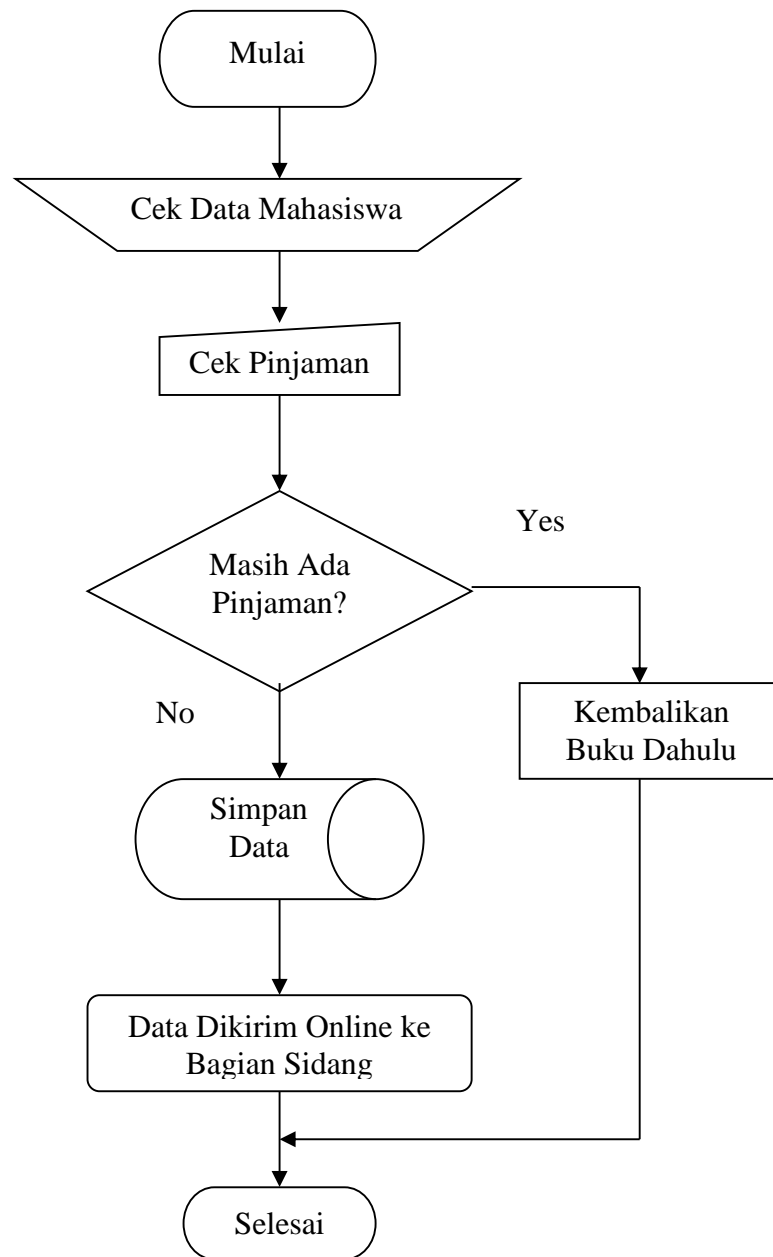 Mulai
Cek Data Mahasiswa
Cek Pinjaman
Yes
Masih Ada
Pinjaman?
No
Kembalikan
Buku Dahulu
Simpan
Data
Data Dikirim Online ke
Bagian Sidang
Selesai